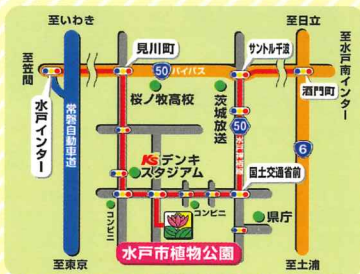 至いわき
至日立
見川町
サントル千波
至水戸南インター
至笠間
50 バイパス
酒門町
水戸インター
桜ノ牧高校
茨城放送
50
常磐自動車道
K'sデンキ
スタジアム
国土交通省前
6
コンビニ
コンビニ
県庁
水戸市植物公園
至東京
至土浦